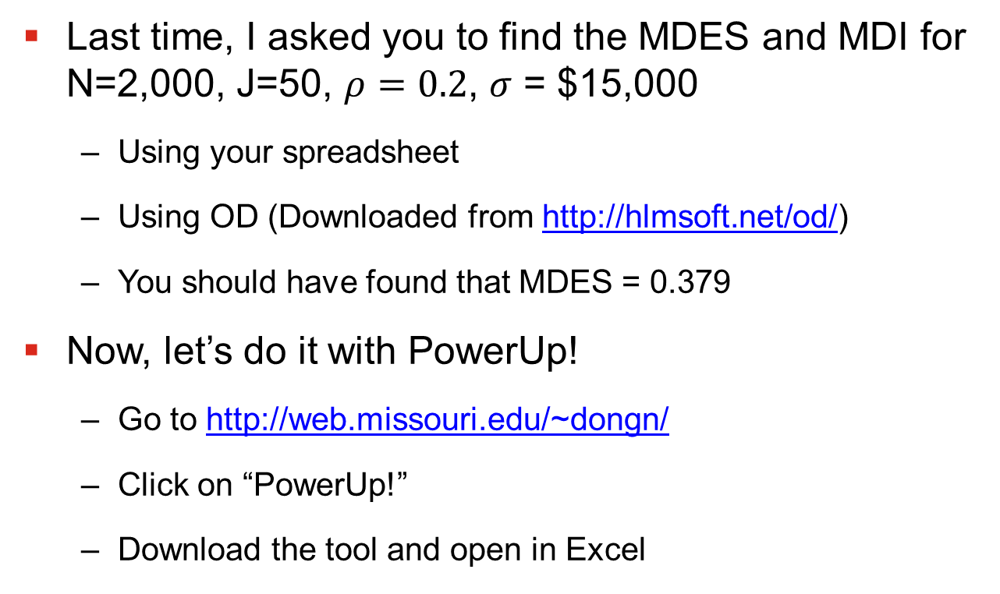 ▪ Last time, I asked you to find the MDES and MDI for
N=2,000, J=50, 𝜌 = 0.2, 𝜎 = $15,000
– Using your spreadsheet
– Using OD (Downloaded from http://hlmsoft.net/od/)
– You should have found that MDES = 0.379
▪ Now, let’s do it with PowerUp!
– Go to http://web.missouri.edu/~dongn/
– Click on “PowerUp!”
– Download the tool and open in Excel